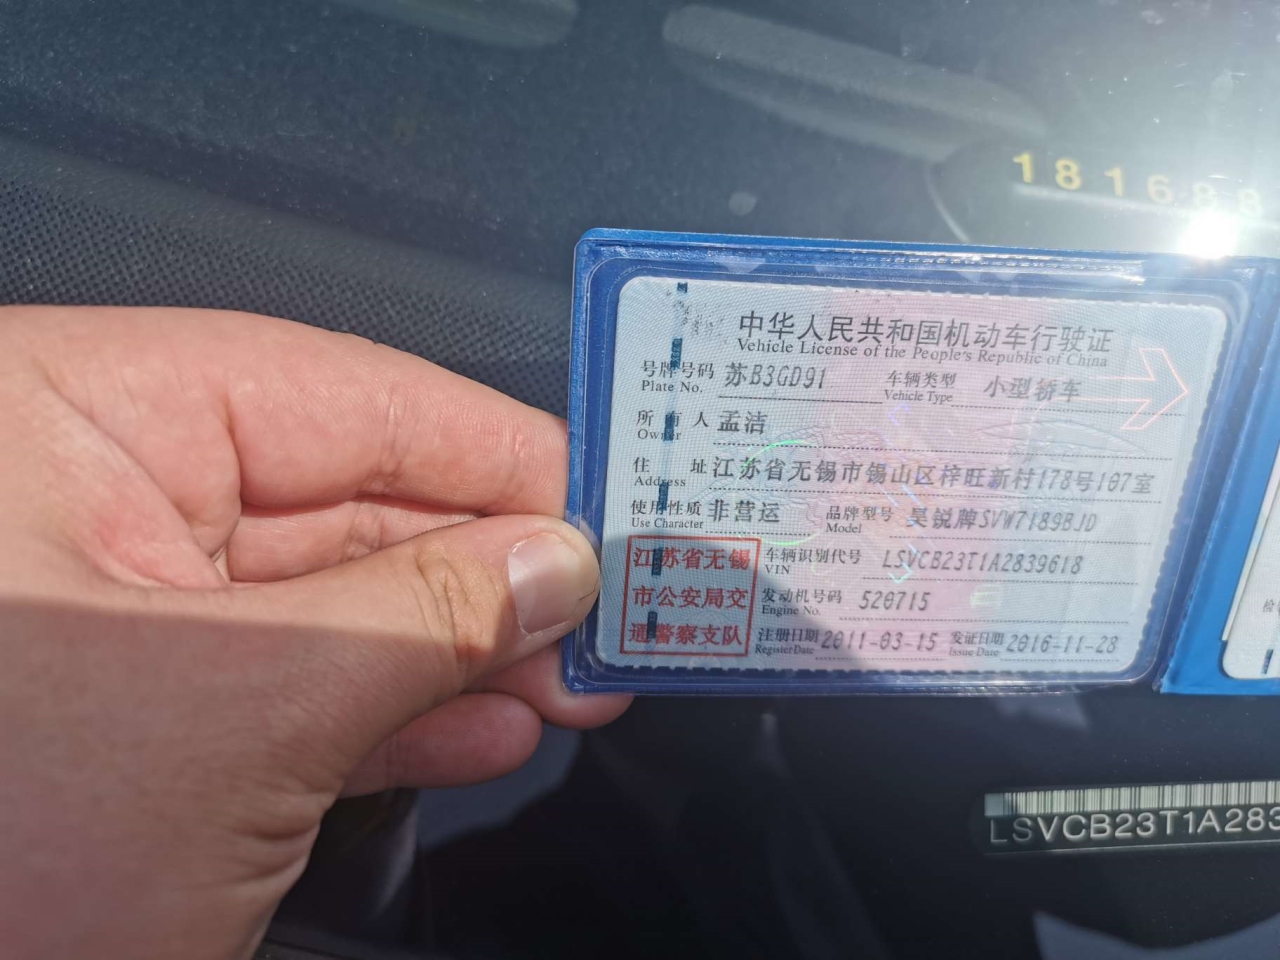 181688
中华人民共和国机动车行驶证
Vehicle License of the People's Republic of China
号牌号码 苏B3GD91 车辆类型 小型轿车
Plate No. Vehicle Type
所有人 孟洁
Owner
住址 江苏省无锡市锡山区梓旺新村178号107室
Address
使用性质 非营运 品牌型号 昊锐牌SVW7189BJD
Use Character Model
江苏省无锡 车辆识别代号 LSVCB23T1A2839618
VIN
市公安局交 发动机号码 520715
Engine No.
通警察支队 注册日期 2011-03-15 发证日期 2016-11-28
Register Date Issue Date
检
LSVCB23T1A283